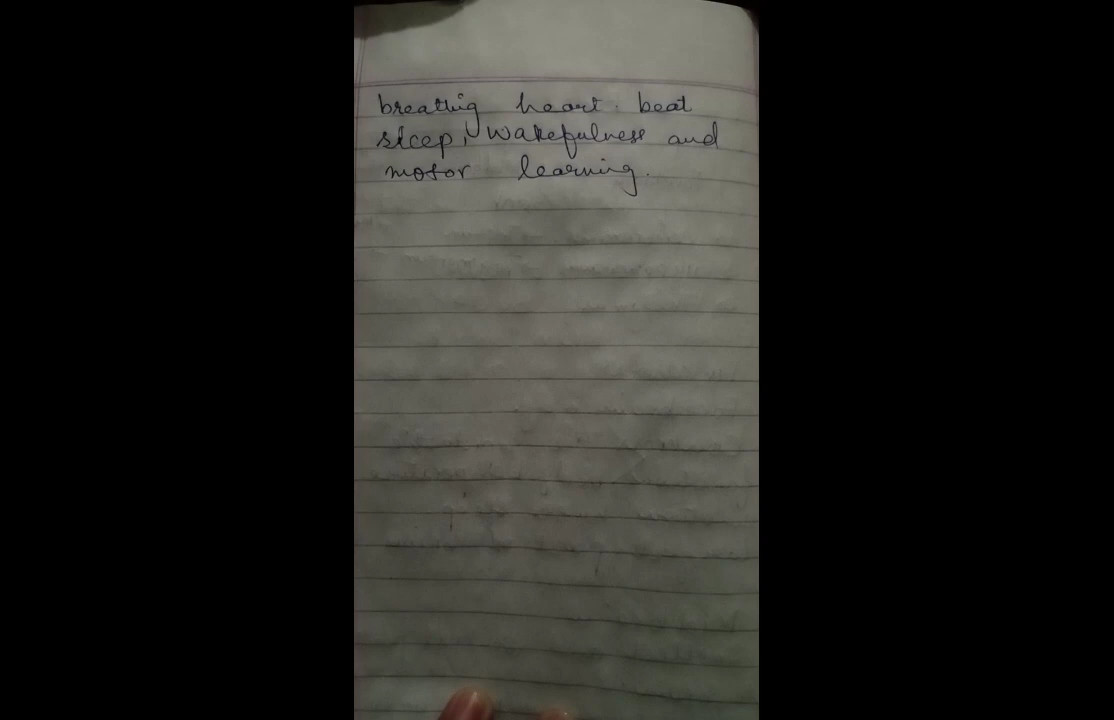 breathing heart beat
sleep, wakefulness and
motor learning.